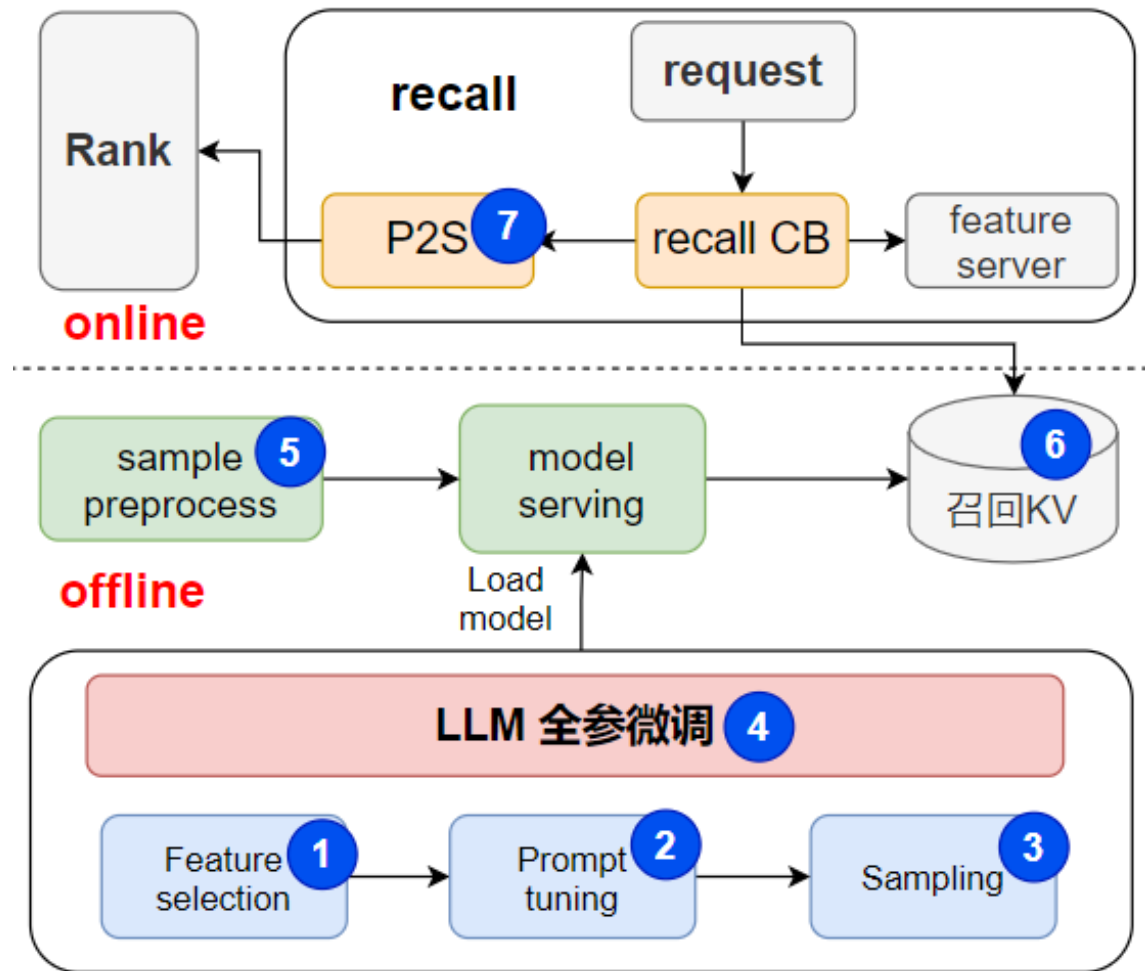 request
recall
Rank
P2S
7
recall CB
feature
server
online
sample
preprocess
5
model
serving
6
召回KV
offline
Load
model
LLM 全参微调
4
Feature
selection
1
Prompt
tuning
2
Sampling
3